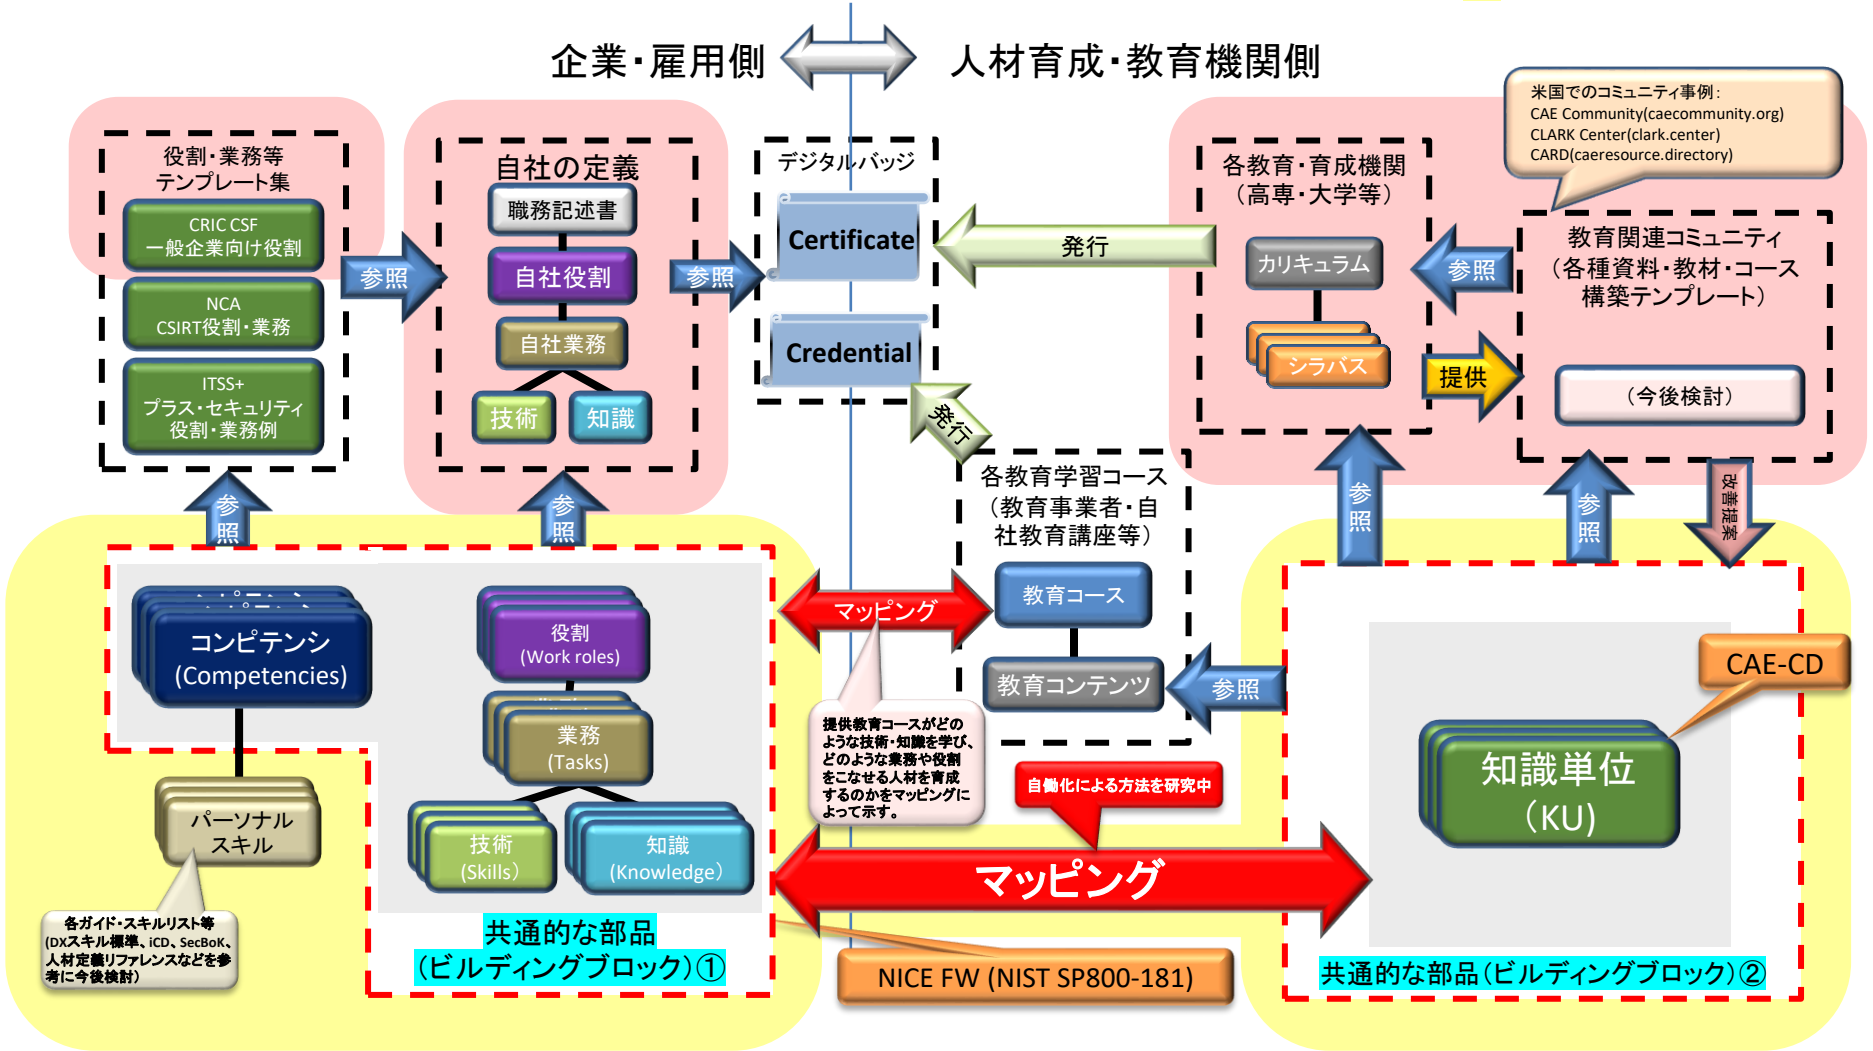 企業・雇用側
人材育成・教育機関側
米国でのコミュニティ事例：
CAE Community(caecommunity.org)
CLARK Center(clark.center)
CARD(caeresource.directory)
役割・業務等
テンプレート集
CRIC CSF
一般企業向け役割
NCA
CSIRT役割・業務
ITSS+
プラス・セキュリティ
役割・業務例
参照
自社の定義
職務記述書
自社役割
自社業務
技術
知識
参照
デジタルバッジ
Certificate
Credential
発行
発行
各教育・育成機関
（高専・大学等）
カリキュラム
シラバス
参照
提供
教育関連コミュニティ
（各種資料・教材・コース
構築テンプレート）
（今後検討）
参照
参照
各教育学習コース
（教育事業者・自
社教育講座等）
教育コース
教育コンテンツ
参照
参照
参照
改善提案
マッピング
提供教育コースがどの
ような技術・知識を学び、
どのような業務や役割
をこなせる人材を育成
するのかをマッピングに
よって示す。
コンピテンシ
(Competencies)
パーソナル
スキル
各ガイド・スキルリスト等
(DXスキル標準、iCD、SecBoK、
人材定義リファレンスなどを参
考に今後検討)
役割
(Work roles)
業務
(Tasks)
技術
(Skills）
知識
(Knowledge）
共通的な部品
（ビルディングブロック）①
NICE FW (NIST SP800-181)
自働化による方法を研究中
マッピング
CAE-CD
知識単位
（KU)
共通的な部品（ビルディングブロック）②